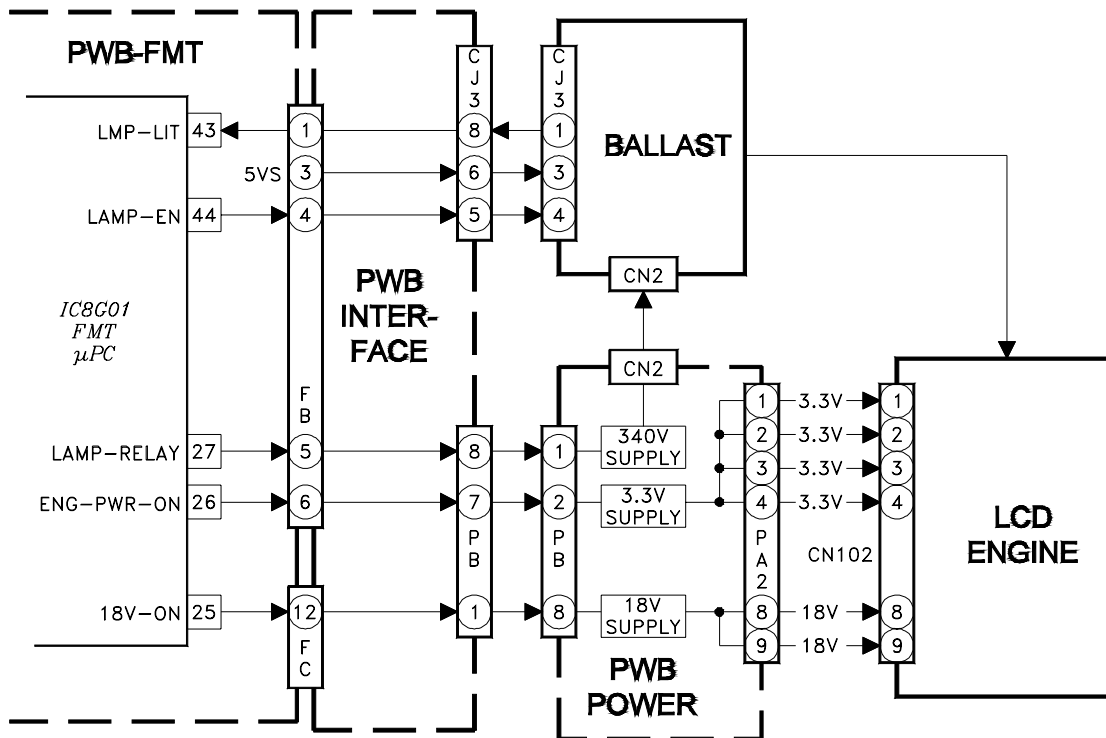 PWB-FMT
LMP-LIT 43 1 8 1
5VS 3 6 3
LAMP-EN 44 4 5 4
CJ3
CJ3
BALLAST
CN2
IC8G01
FMT
µPC
PWB
INTER-
FACE
CN2
FB
LAMP-RELAY 27 5 8 1
340V
SUPPLY
ENG-PWR-ON 26 6 7 2
3.3V
SUPPLY
PB
PB
18V-ON 25 12 1 8
18V
SUPPLY
FC
1 3.3V 1
2 3.3V 2
3 3.3V 3
4 3.3V 4
PA2
CN102
8 18V 8
9 18V 9
LCD
ENGINE
PWB
POWER